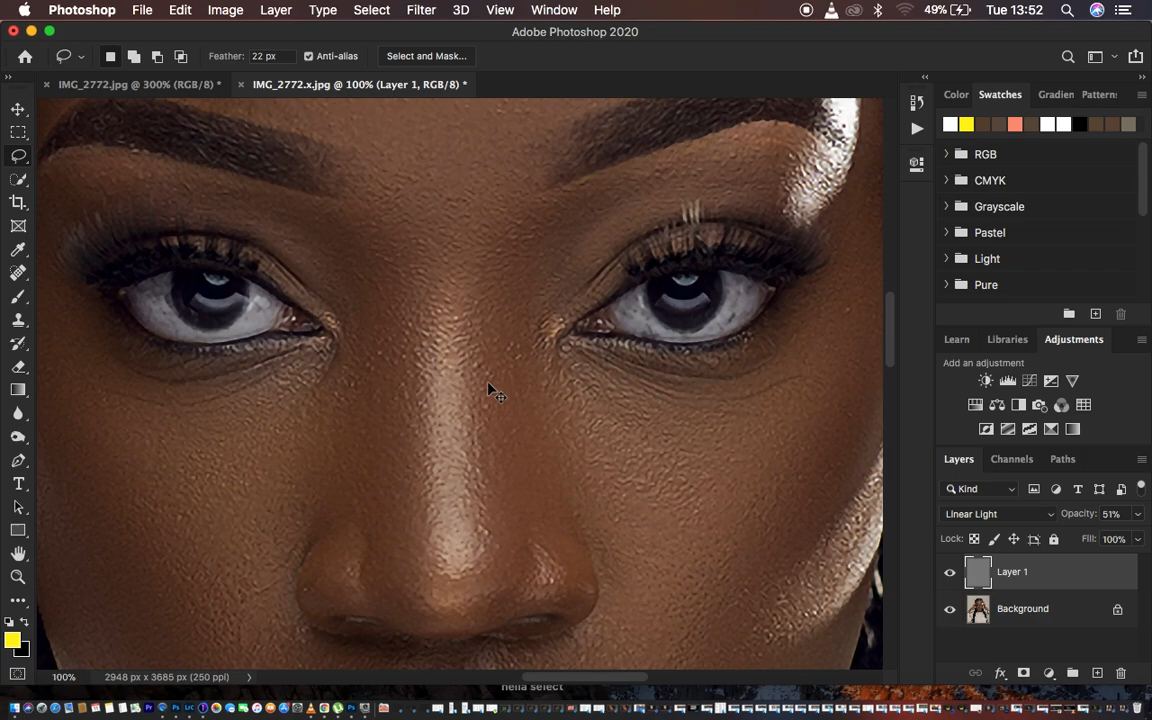 Photoshop File Edit Image Layer Type Select Filter 3D View Window Help 49% Tue 13:52
Adobe Photoshop 2020
Feather: 22 px Anti-alias Select and Mask...
IMG_2772.jpg @ 300% (RGB/8) * IMG_2772.x.jpg @ 100% (Layer 1, RGB/8) *
Color Swatches Gradien Pattern
RGB
CMYK
Grayscale
Pastel
Light
Pure
Learn Libraries Adjustments
Add an adjustment
Layers Channels Paths
Kind
Linear Light Opacity: 51%
Lock: Fill: 100%
Layer 1
Background
100% 2948 px x 3685 px (250 ppi)
nella select